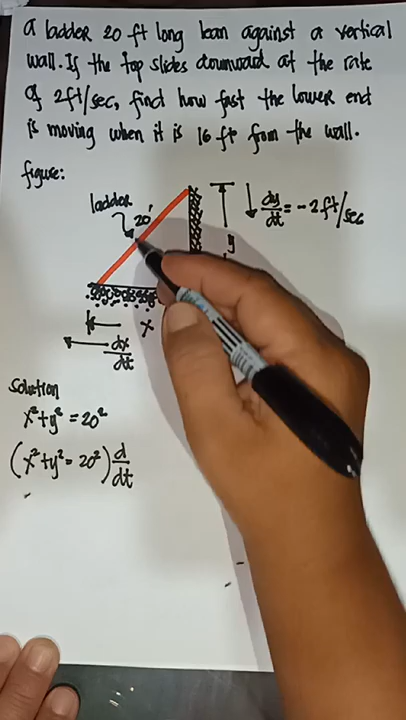 A ladder 20 ft long lean against a vertical
wall. If the top slides downward at the rate
of 2ft/sec, find how fast the lower end
is moving when it is 16 ft from the wall.
figure:
ladder
20'
dy/dt = -2 ft/sec
y
x
dx/dt
Solution
x² + y² = 20²
(x² + y² = 20²) d/dt